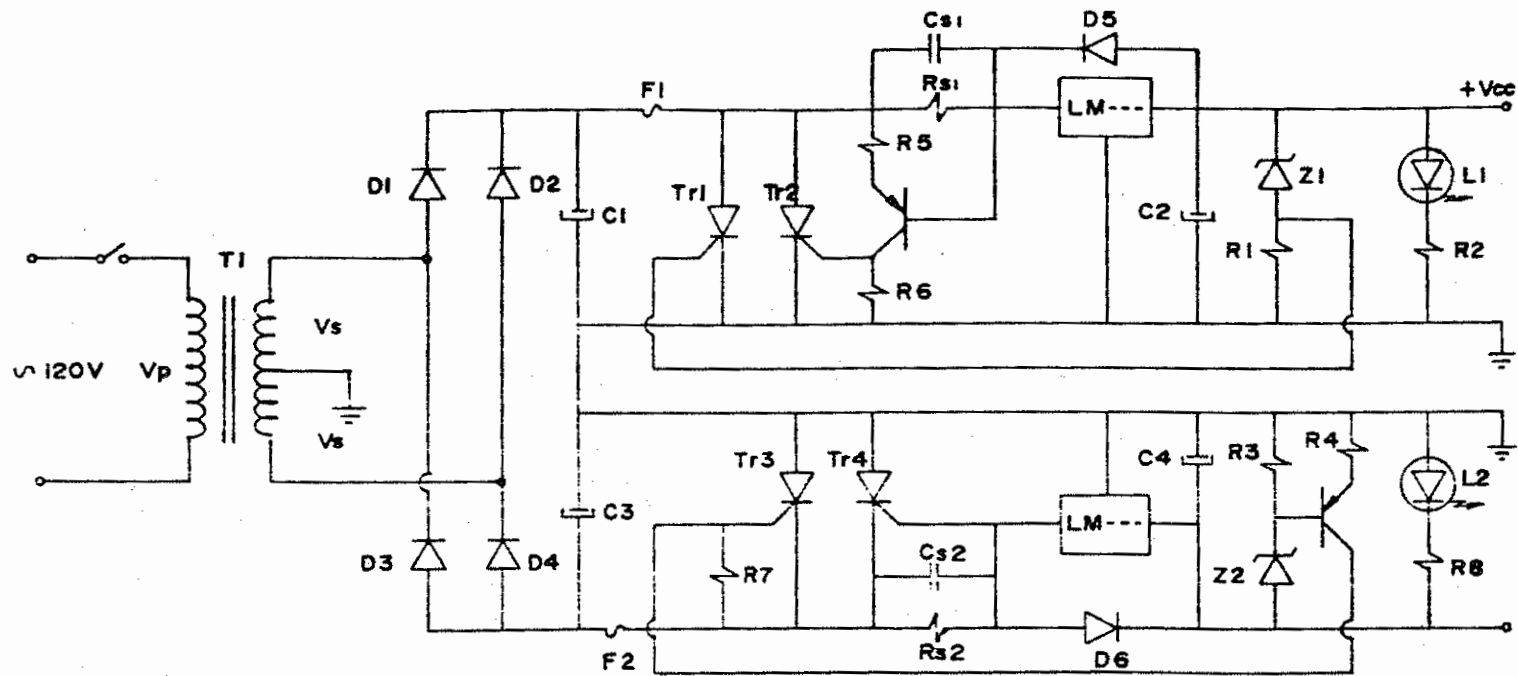 Cs1
D5
F1
Rs1
LM---
+Vcc
D1
D2
C1
Tr1
Tr2
R5
C2
Z1
L1
T1
R1
R2
R6
Vs
∿ 120V
Vp
Vs
Tr3
Tr4
C4
R3
R4
L2
C3
LM---
D3
D4
R7
Cs2
Z2
R8
F2
Rs2
D6